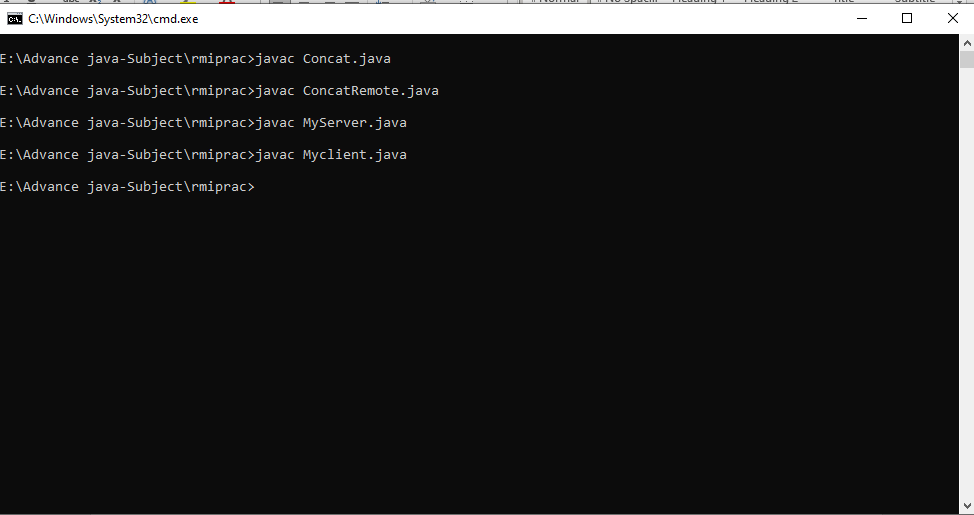 C:\Windows\System32\cmd.exe
E:\Advance java-Subject\rmiprac>javac Concat.java
E:\Advance java-Subject\rmiprac>javac ConcatRemote.java
E:\Advance java-Subject\rmiprac>javac MyServer.java
E:\Advance java-Subject\rmiprac>javac Myclient.java
E:\Advance java-Subject\rmiprac>